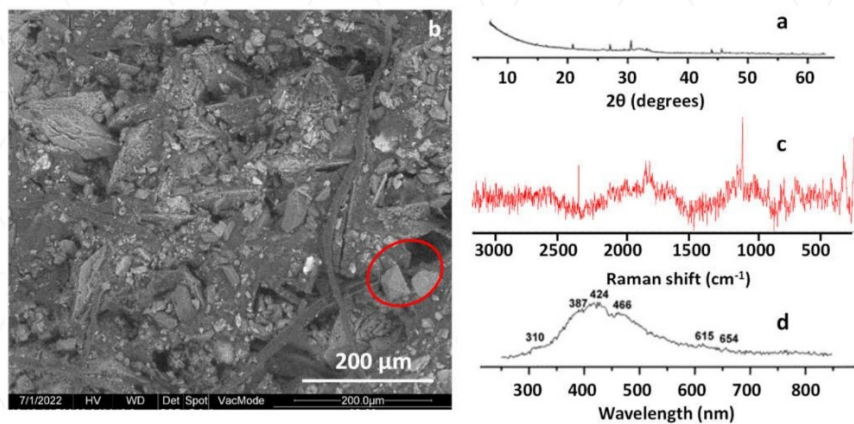 b
200 µm
7/1/2022 HV WD Det Spot VacMode 200.0µm
a
10 20 30 40 50 60
2θ (degrees)
c
3000 2500 2000 1500 1000 500
Raman shift (cm-1)
d
310 387 424 466 615 654
300 400 500 600 700 800
Wavelength (nm)